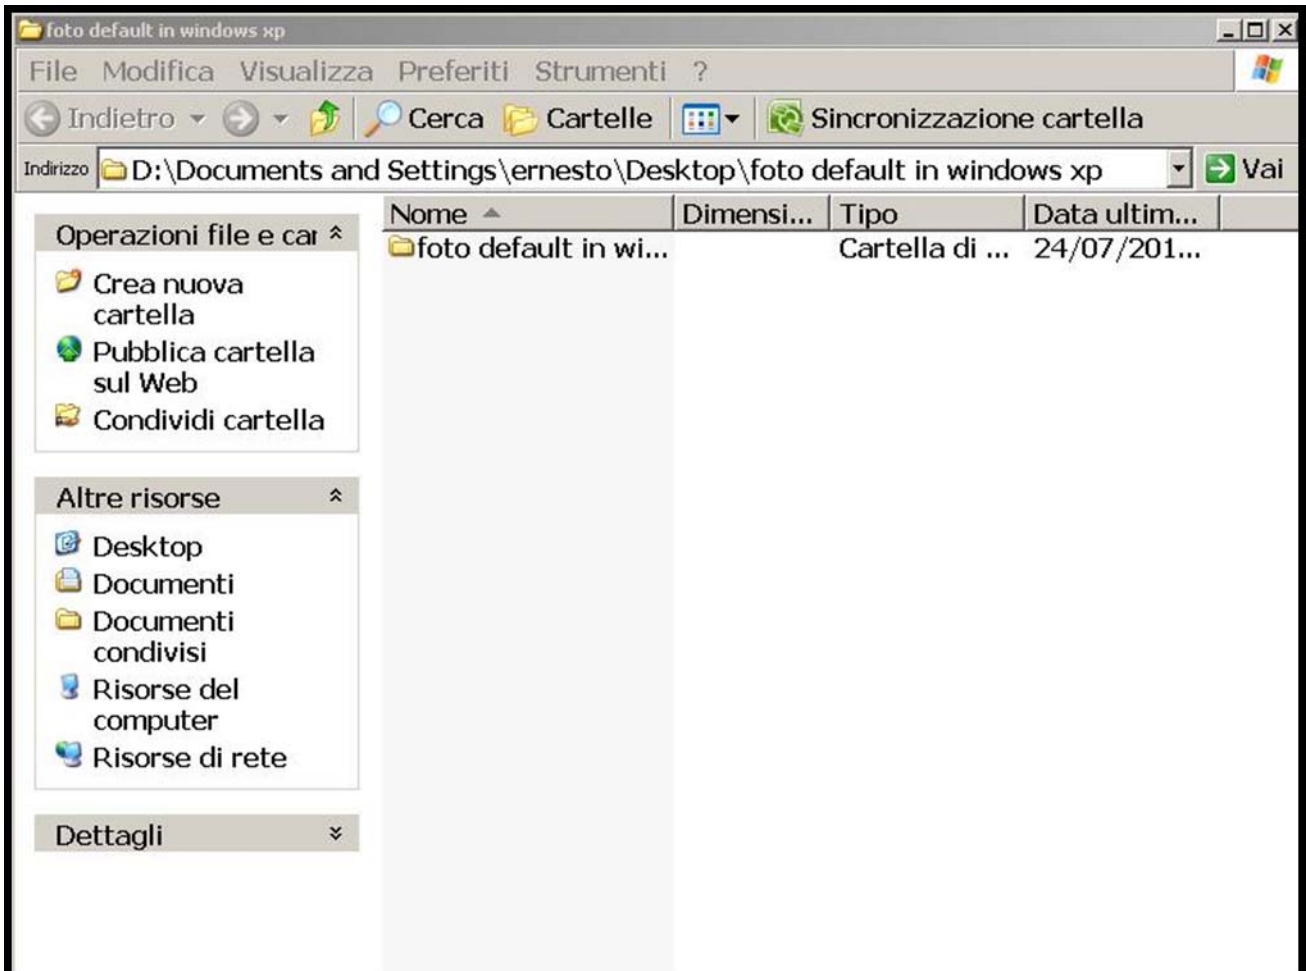 foto default in windows xp
File Modifica Visualizza Preferiti Strumenti ?
Indietro Cerca Cartelle Sincronizzazione cartella
Indirizzo D:\Documents and Settings\ernesto\Desktop\foto default in windows xp Vai
Operazioni file e car
Crea nuova
cartella
Pubblica cartella
sul Web
Condividi cartella
Altre risorse
Desktop
Documenti
Documenti
condivisi
Risorse del
computer
Risorse di rete
Dettagli
Nome Dimensi... Tipo Data ultim...
foto default in wi... Cartella di ... 24/07/201...